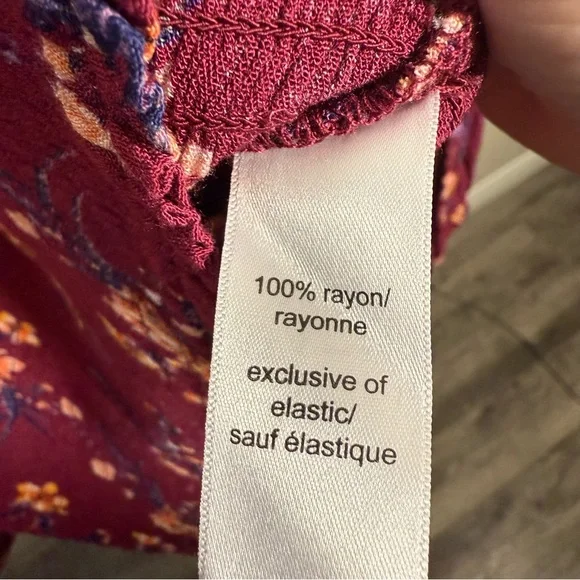 100% rayon/
rayonne
exclusive of
elastic/
sauf élastique